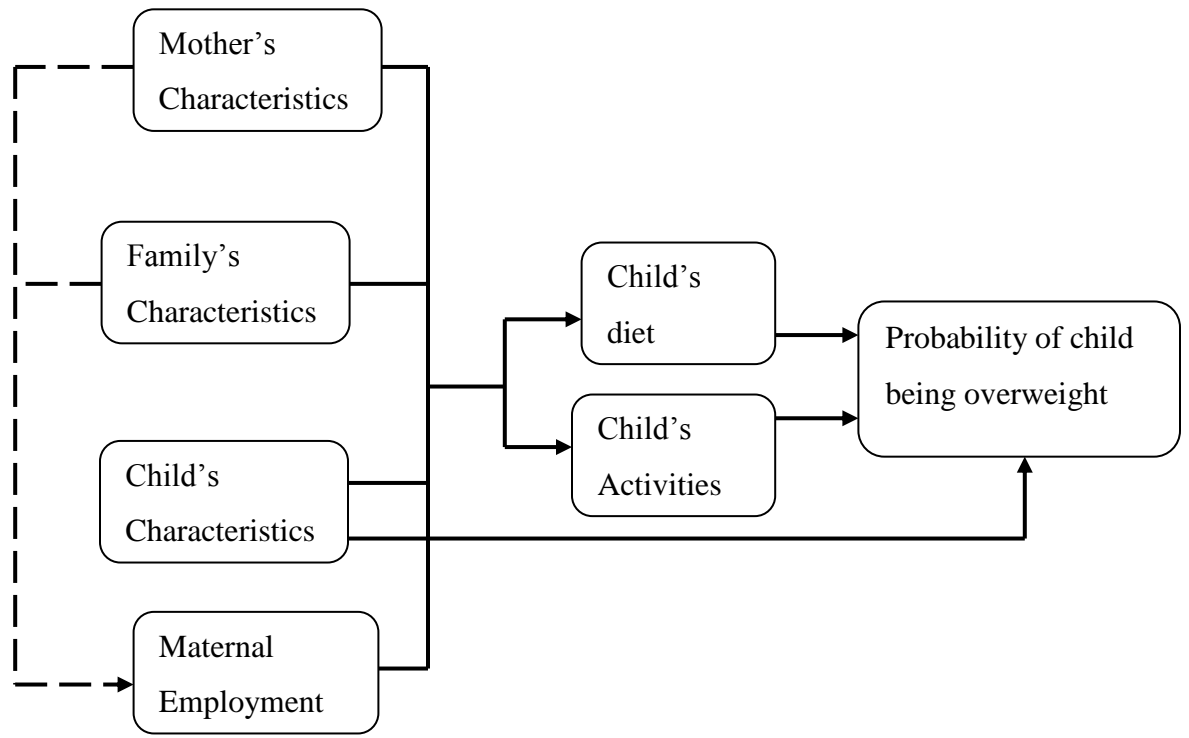 Mother’s
Characteristics
Family’s
Characteristics
Child’s
diet
Probability of child
being overweight
Child’s
Activities
Child’s
Characteristics
Maternal
Employment